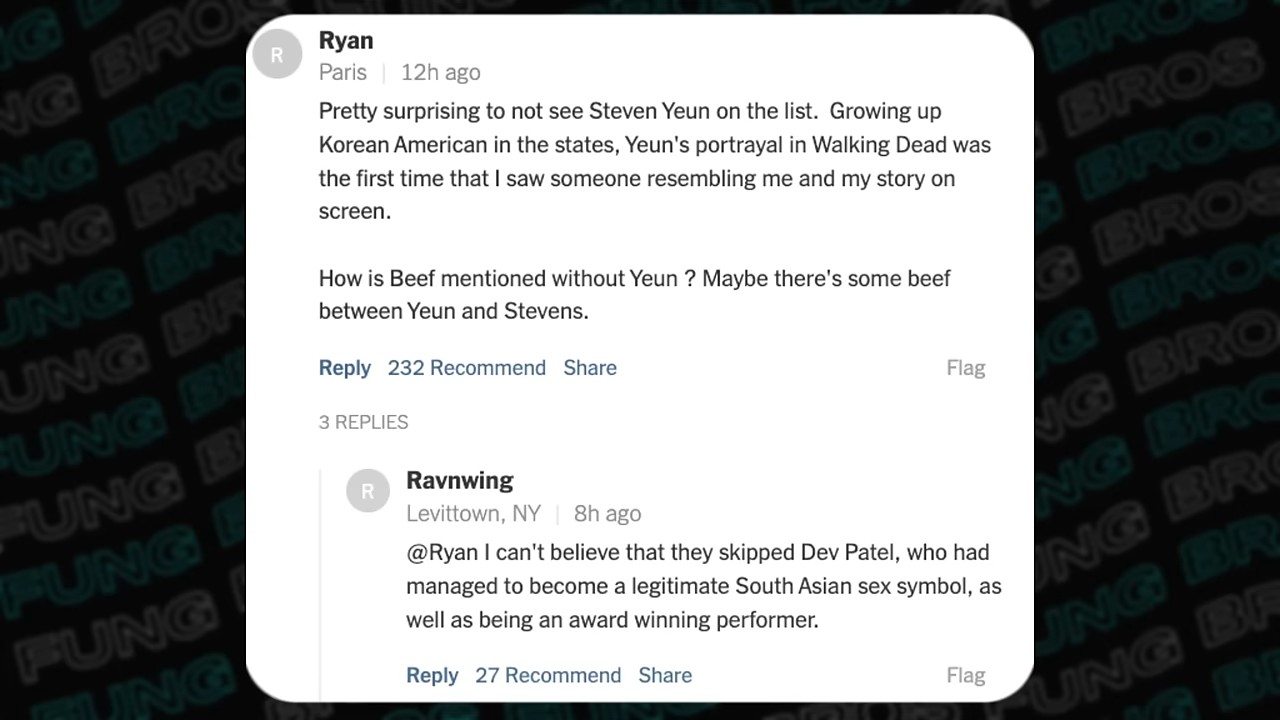 R
Ryan
Paris | 12h ago
Pretty surprising to not see Steven Yeun on the list.  Growing up
Korean American in the states, Yeun's portrayal in Walking Dead was
the first time that I saw someone resembling me and my story on
screen.
How is Beef mentioned without Yeun ? Maybe there's some beef
between Yeun and Stevens.
Reply 232 Recommend Share Flag
3 REPLIES
R
Ravnwing
Levittown, NY | 8h ago
@Ryan I can't believe that they skipped Dev Patel, who had
managed to become a legitimate South Asian sex symbol, as
well as being an award winning performer.
Reply 27 Recommend Share Flag
FUNG BROS